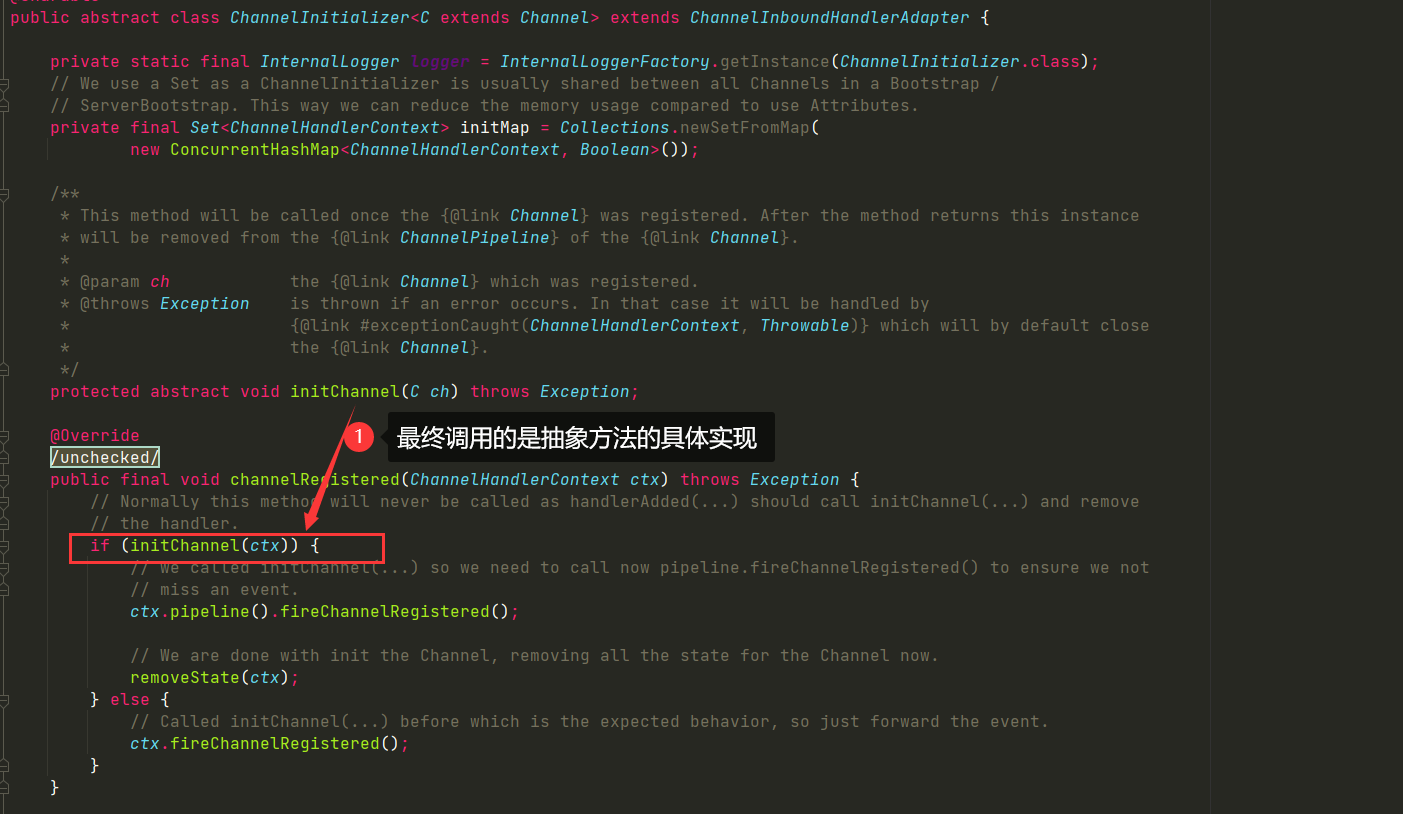 public abstract class ChannelInitializer<C extends Channel> extends ChannelInboundHandlerAdapter {
private static final InternalLogger logger = InternalLoggerFactory.getInstance(ChannelInitializer.class);
// We use a Set as a ChannelInitializer is usually shared between all Channels in a Bootstrap /
// ServerBootstrap. This way we can reduce the memory usage compared to use Attributes.
private final Set<ChannelHandlerContext> initMap = Collections.newSetFromMap(
new ConcurrentHashMap<ChannelHandlerContext, Boolean>());
/**
* This method will be called once the {@link Channel} was registered. After the method returns this instance
* will be removed from the {@link ChannelPipeline} of the {@link Channel}.
*
* @param ch the {@link Channel} which was registered.
* @throws Exception is thrown if an error occurs. In that case it will be handled by
* {@link #exceptionCaught(ChannelHandlerContext, Throwable)} which will by default close
* the {@link Channel}.
*/
protected abstract void initChannel(C ch) throws Exception;
@Override
1 最终调用的是抽象方法的具体实现
/unchecked/
public final void channelRegistered(ChannelHandlerContext ctx) throws Exception {
// Normally this method will never be called as handlerAdded(...) should call initChannel(...) and remove
// the handler.
if (initChannel(ctx)) {
// we called initChannel(...) so we need to call now pipeline.fireChannelRegistered() to ensure we not
// miss an event.
ctx.pipeline().fireChannelRegistered();
// We are done with init the Channel, removing all the state for the Channel now.
removeState(ctx);
} else {
// Called initChannel(...) before which is the expected behavior, so just forward the event.
ctx.fireChannelRegistered();
}
}